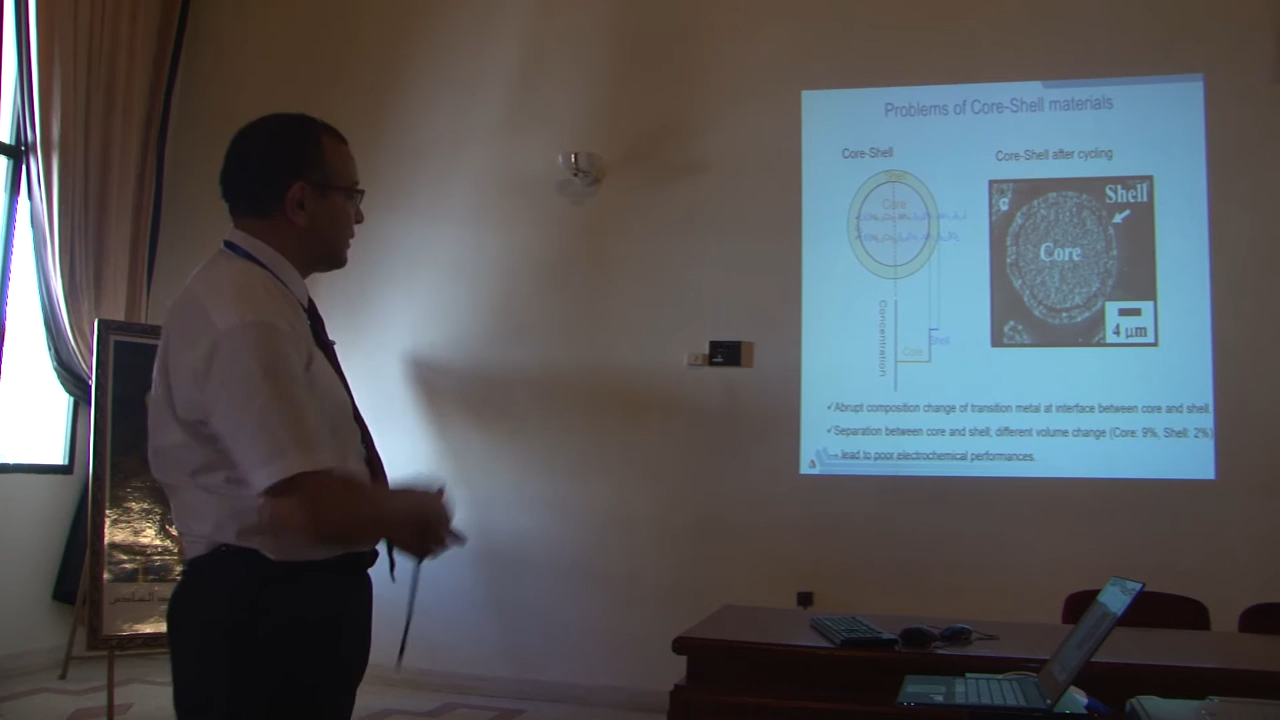 Problems of Core-Shell materials
Core-Shell
Core-Shell after cycling
Shell
Core
Shell
Core
4 μm
Concentration
Shell
Core
✓Abrupt composition change of transition metal at interface between core and shell.
✓Separation between core and shell; different volume change (Core: 9%, Shell: 2%)
lead to poor electrochemical performances.